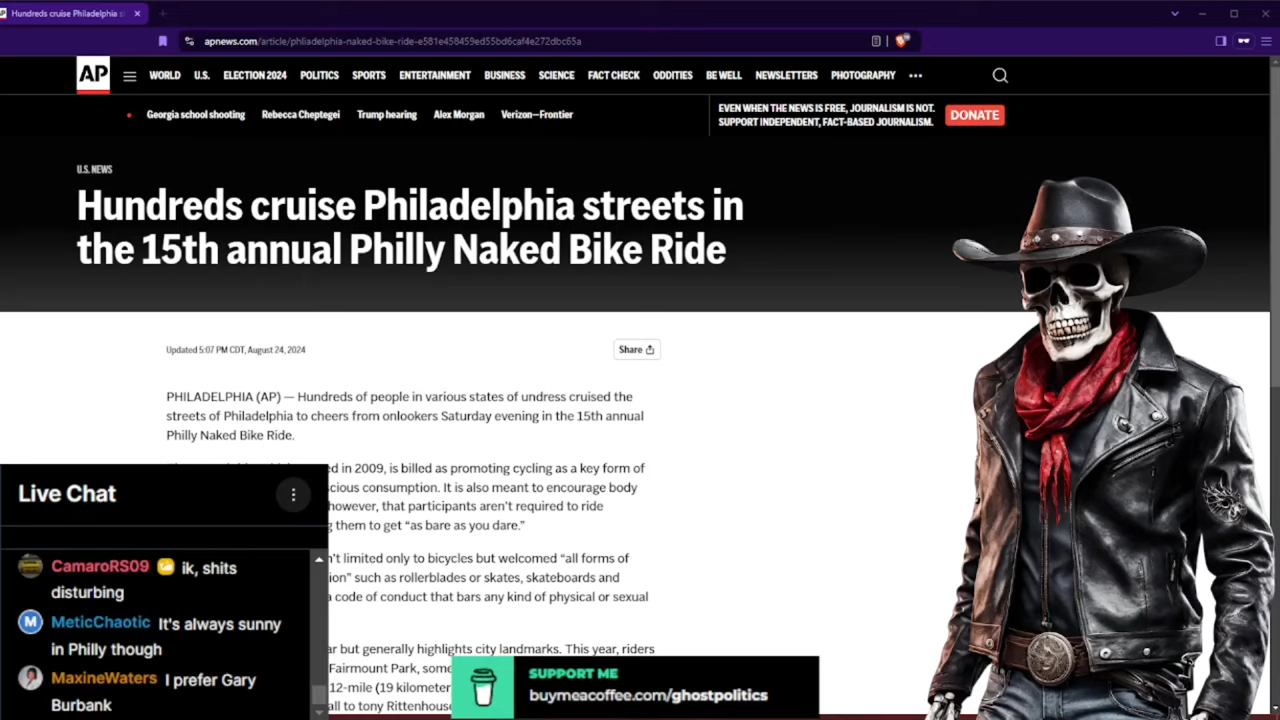 Hundreds cruise Philadelphia s
apnews.com/article/phliadelphia-naked-bike-ride-e581e458459ed55bd6caf4e272dbc65a
AP
WORLD U.S. ELECTION 2024 POLITICS SPORTS ENTERTAINMENT BUSINESS SCIENCE FACT CHECK ODDITIES BE WELL NEWSLETTERS PHOTOGRAPHY
Georgia school shooting Rebecca Cheptegei Trump hearing Alex Morgan Verizon—Frontier
EVEN WHEN THE NEWS IS FREE, JOURNALISM IS NOT.
SUPPORT INDEPENDENT, FACT-BASED JOURNALISM.
DONATE
U.S. NEWS
Hundreds cruise Philadelphia streets in
the 15th annual Philly Naked Bike Ride
Updated 5:07 PM CDT, August 24, 2024
Share
PHILADELPHIA (AP) — Hundreds of people in various states of undress cruised the
streets of Philadelphia to cheers from onlookers Saturday evening in the 15th annual
Philly Naked Bike Ride.
ed in 2009, is billed as promoting cycling as a key form of
scious consumption. It is also meant to encourage body
however, that participants aren't required to ride
g them to get “as bare as you dare.”
n't limited only to bicycles but welcomed “all forms of
ion” such as rollerblades or skates, skateboards and
a code of conduct that bars any kind of physical or sexual
ar but generally highlights city landmarks. This year, riders
Fairmount Park, some
12-mile (19 kilometer
all to tony Rittenhous
Live Chat
CamaroRS09 ik, shits
disturbing
MeticChaotic It's always sunny
in Philly though
MaxineWaters I prefer Gary
Burbank
SUPPORT ME
buymeacoffee.com/ghostpolitics